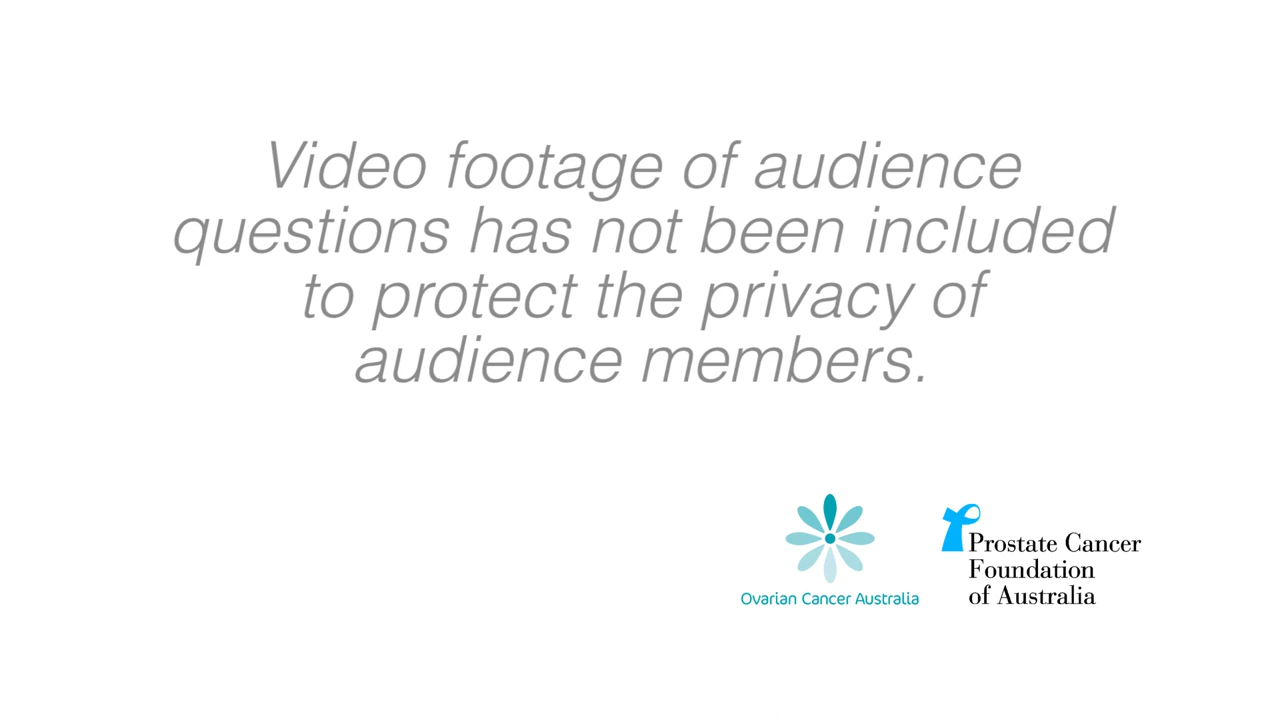 Video footage of audience
questions has not been included
to protect the privacy of
audience members.
Ovarian Cancer Australia
Prostate Cancer
Foundation
of Australia